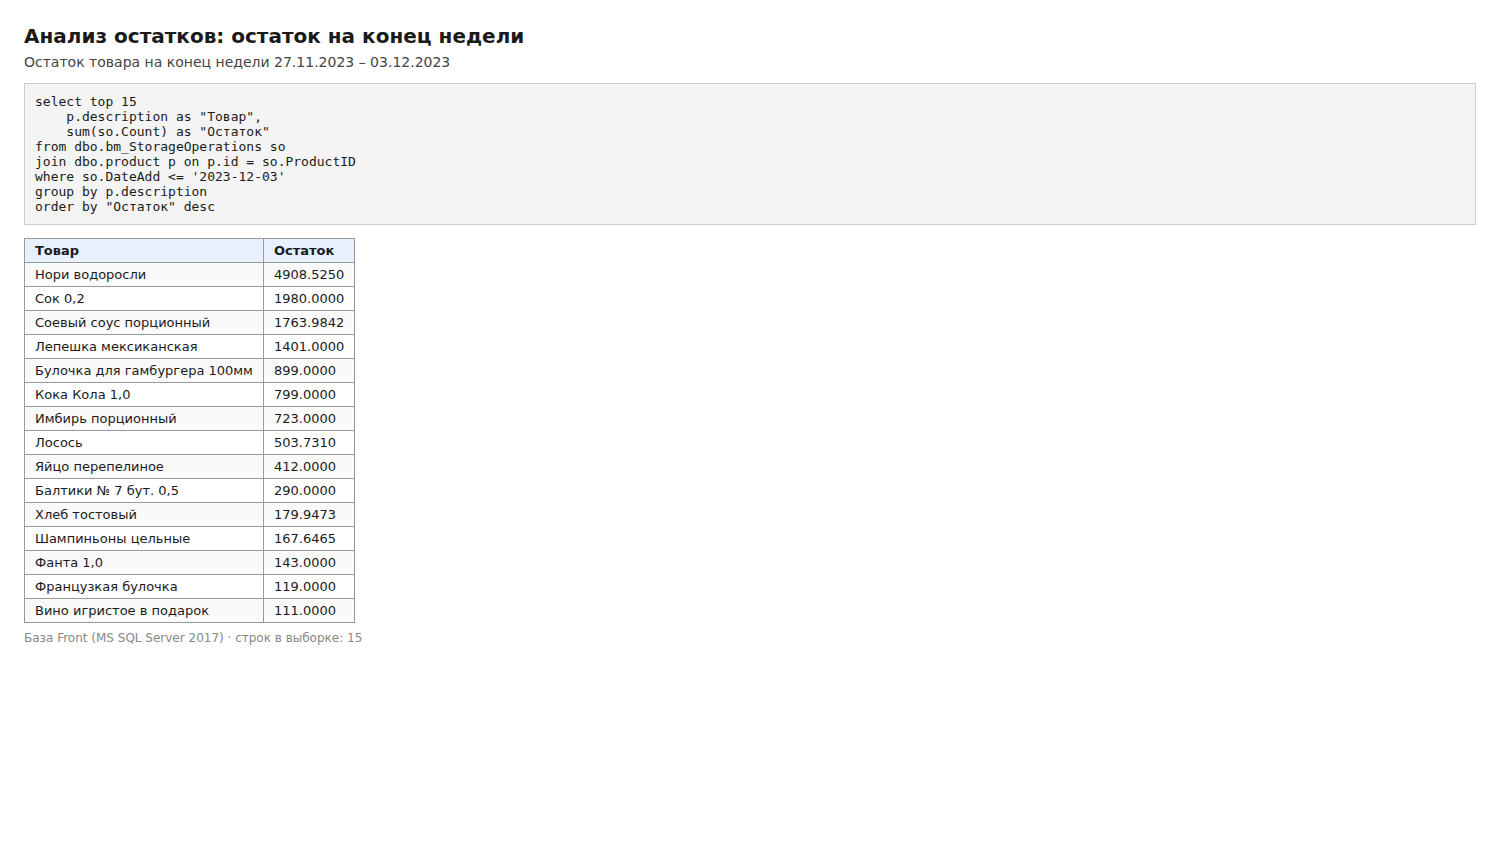 Анализ остатков: остаток на конец недели
Остаток товара на конец недели 27.11.2023 – 03.12.2023
select top 15
    p.description as "Товар",
    sum(so.Count) as "Остаток"
from dbo.bm_StorageOperations so
join dbo.product p on p.id = so.ProductID
where so.DateAdd <= '2023-12-03'
group by p.description
order by "Остаток" desc
Товар Остаток
Нори водоросли 4908.5250
Сок 0,2 1980.0000
Соевый соус порционный 1763.9842
Лепешка мексиканская 1401.0000
Булочка для гамбургера 100мм 899.0000
Кока Кола 1,0 799.0000
Имбирь порционный 723.0000
Лосось 503.7310
Яйцо перепелиное 412.0000
Балтики № 7 бут. 0,5 290.0000
Хлеб тостовый 179.9473
Шампиньоны цельные 167.6465
Фанта 1,0 143.0000
Французкая булочка 119.0000
Вино игристое в подарок 111.0000
База Front (MS SQL Server 2017) · строк в выборке: 15